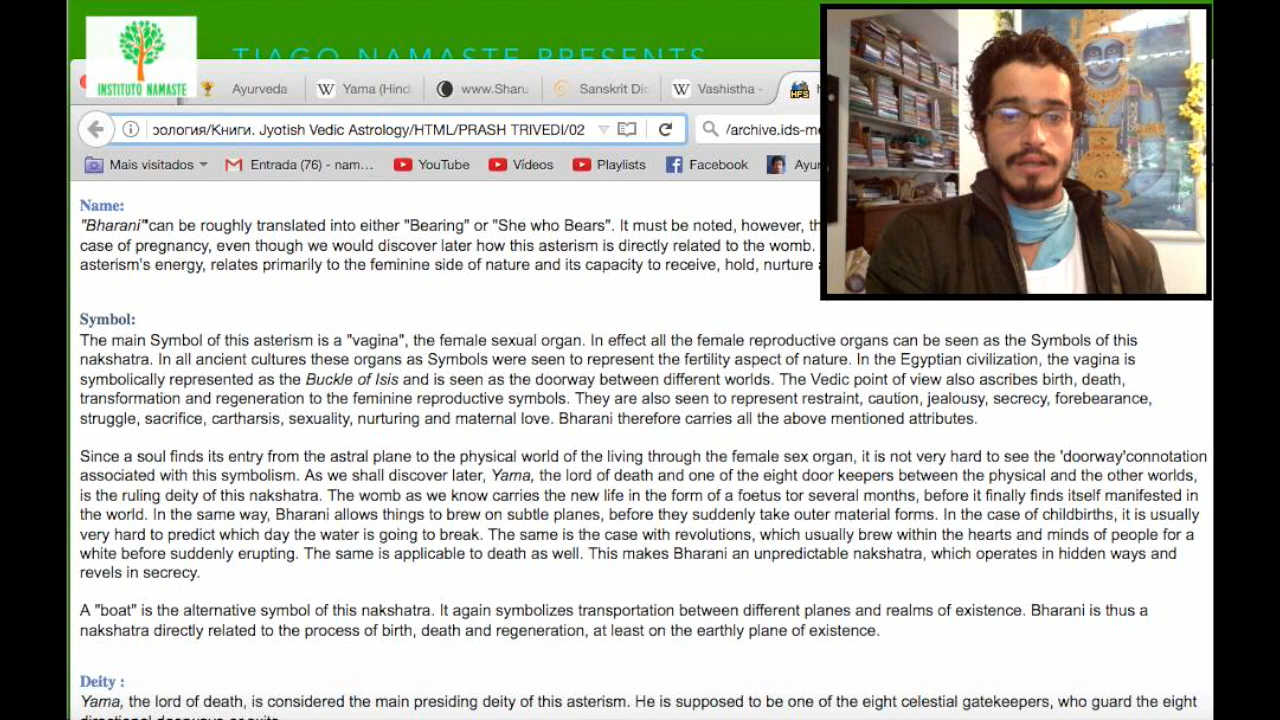 TIAGO NAMASTE PRESENTS
INSTITUTO NAMASTE
Ayurveda
Yama (Hind
www.Sharu
Sanskrit Dic
Vashistha -
ология/Книги. Jyotish Vedic Astrology/HTML/PRASH TRIVEDI/02
/archive.ids-m
Mais visitados
Entrada (76) - nam…
YouTube
Vídeos
Playlists
Facebook
Ayur
Name:
"Bharani" can be roughly translated into either "Bearing" or "She who Bears". It must be noted, however, th
case of pregnancy, even though we would discover later how this asterism is directly related to the womb.
asterism's energy, relates primarily to the feminine side of nature and its capacity to receive, hold, nurture
Symbol:
The main Symbol of this asterism is a "vagina", the female sexual organ. In effect all the female reproductive organs can be seen as the Symbols of this
nakshatra. In all ancient cultures these organs as Symbols were seen to represent the fertility aspect of nature. In the Egyptian civilization, the vagina is
symbolically represented as the Buckle of Isis and is seen as the doorway between different worlds. The Vedic point of view also ascribes birth, death,
transformation and regeneration to the feminine reproductive symbols. They are also seen to represent restraint, caution, jealousy, secrecy, forebearance,
struggle, sacrifice, cartharsis, sexuality, nurturing and maternal love. Bharani therefore carries all the above mentioned attributes.
Since a soul finds its entry from the astral plane to the physical world of the living through the female sex organ, it is not very hard to see the 'doorway'connotation
associated with this symbolism. As we shall discover later, Yama, the lord of death and one of the eight door keepers between the physical and the other worlds,
is the ruling deity of this nakshatra. The womb as we know carries the new life in the form of a foetus tor several months, before it finally finds itself manifested in
the world. In the same way, Bharani allows things to brew on subtle planes, before they suddenly take outer material forms. In the case of childbirths, it is usually
very hard to predict which day the water is going to break. The same is the case with revolutions, which usually brew within the hearts and minds of people for a
white before suddenly erupting. The same is applicable to death as well. This makes Bharani an unpredictable nakshatra, which operates in hidden ways and
revels in secrecy.
A "boat" is the alternative symbol of this nakshatra. It again symbolizes transportation between different planes and realms of existence. Bharani is thus a
nakshatra directly related to the process of birth, death and regeneration, at least on the earthly plane of existence.
Deity :
Yama, the lord of death, is considered the main presiding deity of this asterism. He is supposed to be one of the eight celestial gatekeepers, who guard the eight
directional doorways or exits